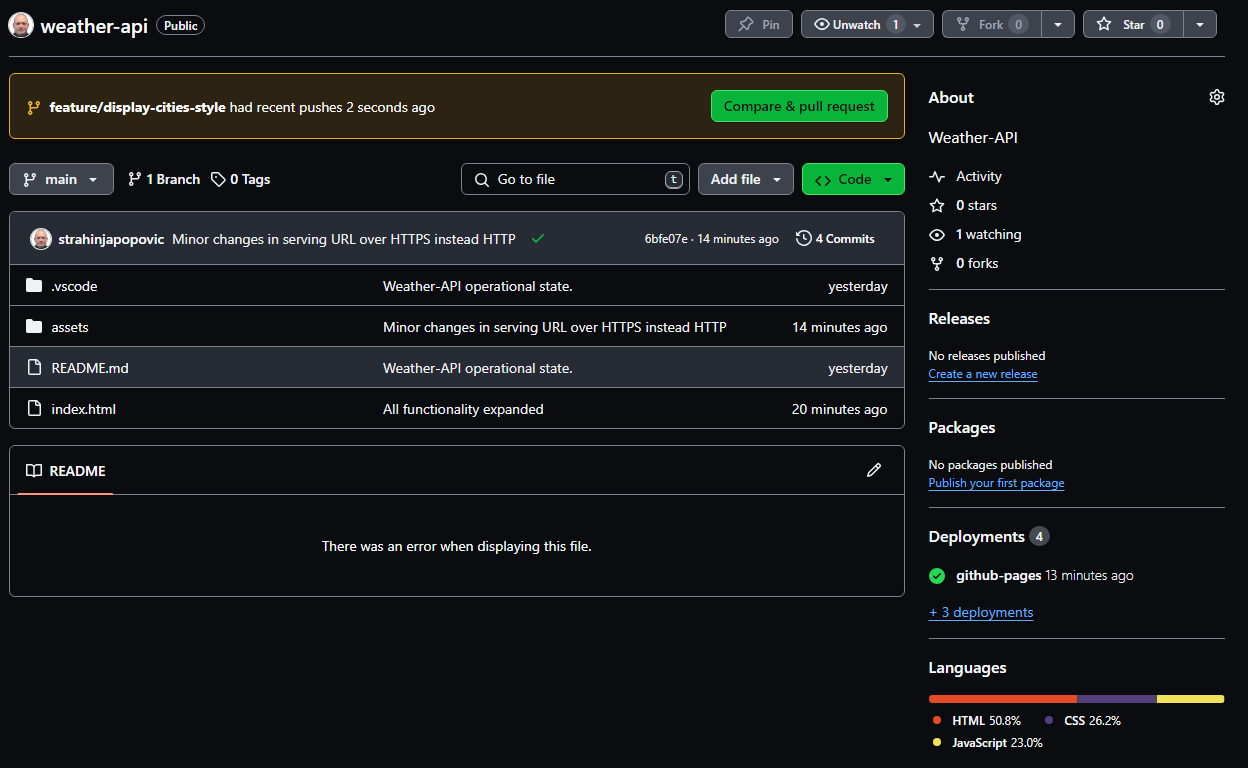 weather-api Public Pin Unwatch 1 Fork 0 Star 0
feature/display-cities-style had recent pushes 2 seconds ago Compare & pull request
main 1 Branch 0 Tags Go to file t Add file Code
strahinjapopovic Minor changes in serving URL over HTTPS instead HTTP 6bfe07e · 14 minutes ago 4 Commits
.vscode Weather-API operational state. yesterday
assets Minor changes in serving URL over HTTPS instead HTTP 14 minutes ago
README.md Weather-API operational state. yesterday
index.html All functionality expanded 20 minutes ago
README
There was an error when displaying this file.
About
Weather-API
Activity
0 stars
1 watching
0 forks
Releases
No releases published
Create a new release
Packages
No packages published
Publish your first package
Deployments 4
github-pages 13 minutes ago
+ 3 deployments
Languages
HTML 50.8% CSS 26.2%
JavaScript 23.0%